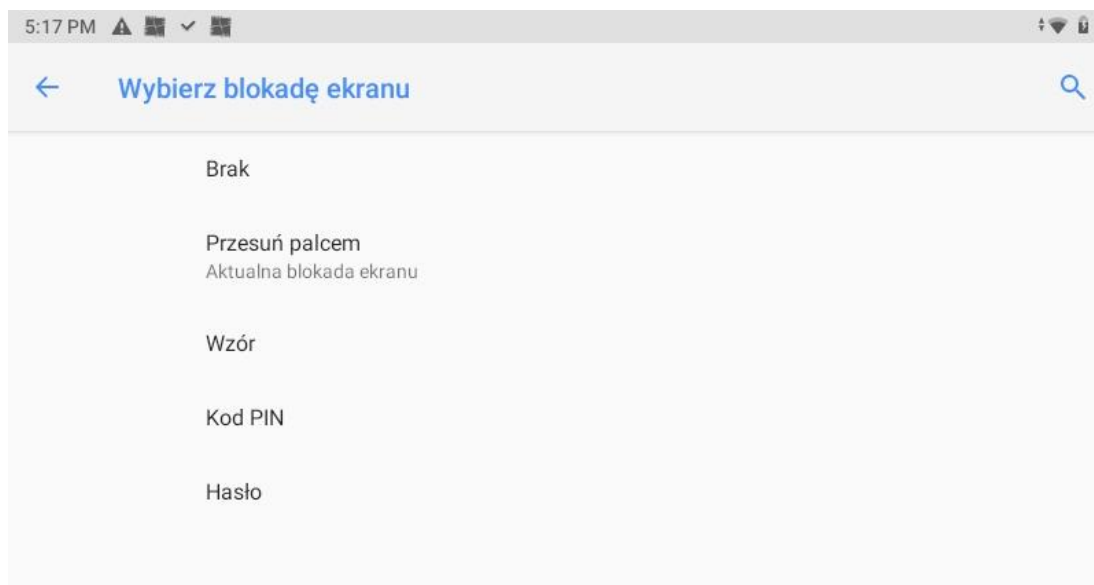 5:17 PM
Wybierz blokadę ekranu
Brak
Przesuń palcem
Aktualna blokada ekranu
Wzór
Kod PIN
Hasło